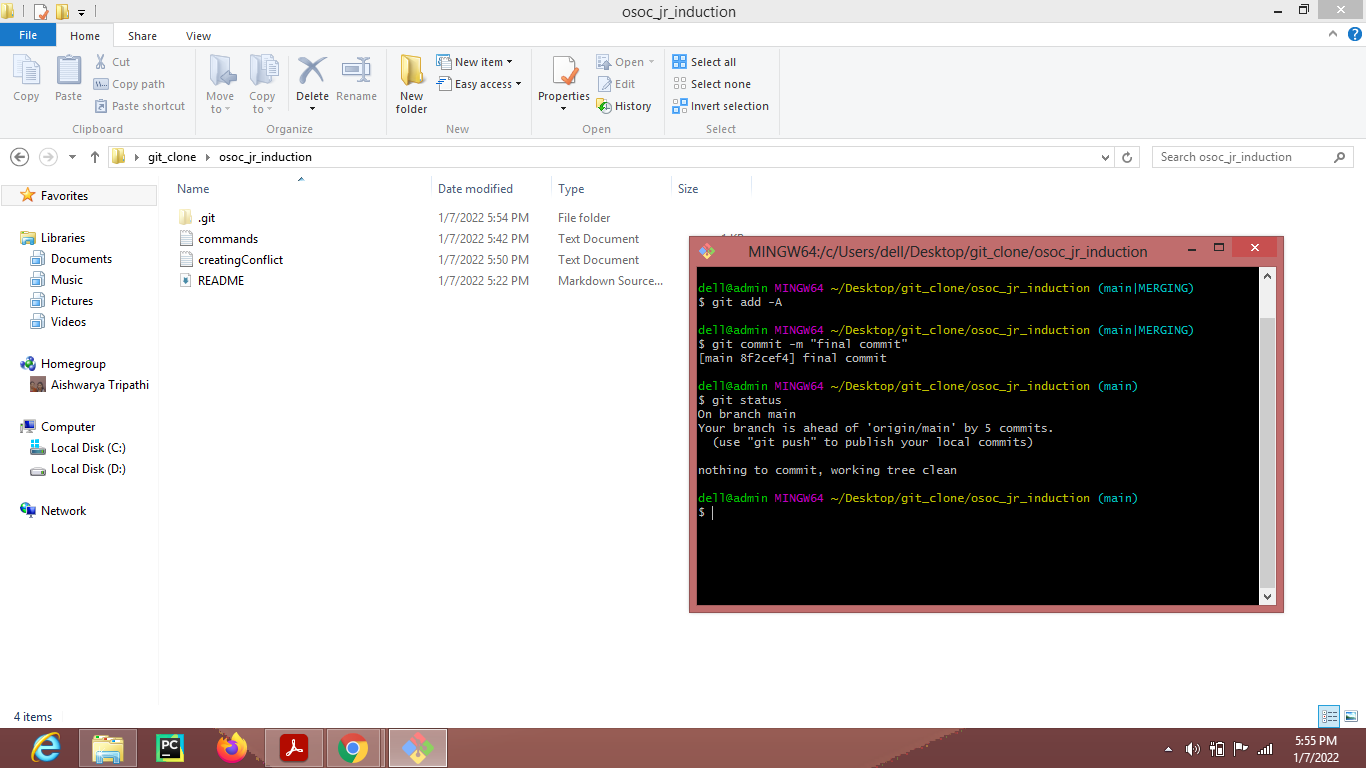 osoc_jr_induction
File Home Share View
Copy Paste Cut Copy path Paste shortcut
Move to Copy to Delete Rename
New folder New item Easy access
Properties Open Edit History
Select all Select none Invert selection
Clipboard Organize New Open Select
git_clone osoc_jr_induction
Search osoc_jr_induction
Name Date modified Type Size
.git 1/7/2022 5:54 PM File folder
commands 1/7/2022 5:42 PM Text Document
creatingConflict 1/7/2022 5:50 PM Text Document
README 1/7/2022 5:22 PM Markdown Source...
Favorites
Libraries
Documents
Music
Pictures
Videos
Homegroup
Aishwarya Tripathi
Computer
Local Disk (C:)
Local Disk (D:)
Network
MINGW64:/c/Users/dell/Desktop/git_clone/osoc_jr_induction
dell@admin MINGW64 ~/Desktop/git_clone/osoc_jr_induction (main|MERGING)
$ git add -A
dell@admin MINGW64 ~/Desktop/git_clone/osoc_jr_induction (main|MERGING)
$ git commit -m "final commit"
[main 8f2cef4] final commit
dell@admin MINGW64 ~/Desktop/git_clone/osoc_jr_induction (main)
$ git status
On branch main
Your branch is ahead of 'origin/main' by 5 commits.
(use "git push" to publish your local commits)
nothing to commit, working tree clean
dell@admin MINGW64 ~/Desktop/git_clone/osoc_jr_induction (main)
$
4 items
PC
5:55 PM
1/7/2022